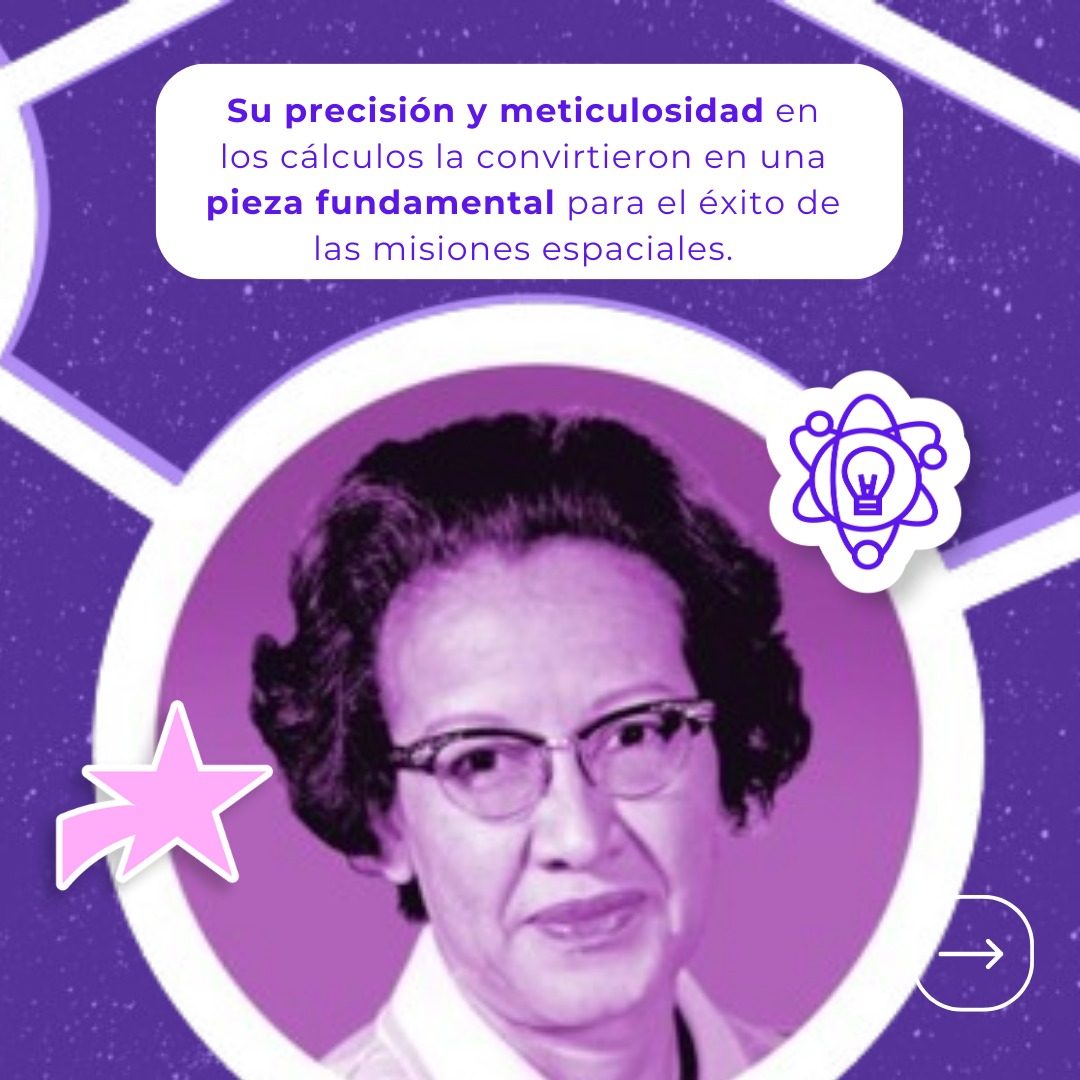 Su precisión y meticulosidad en
los cálculos la convirtieron en una
pieza fundamental para el éxito de
las misiones espaciales.